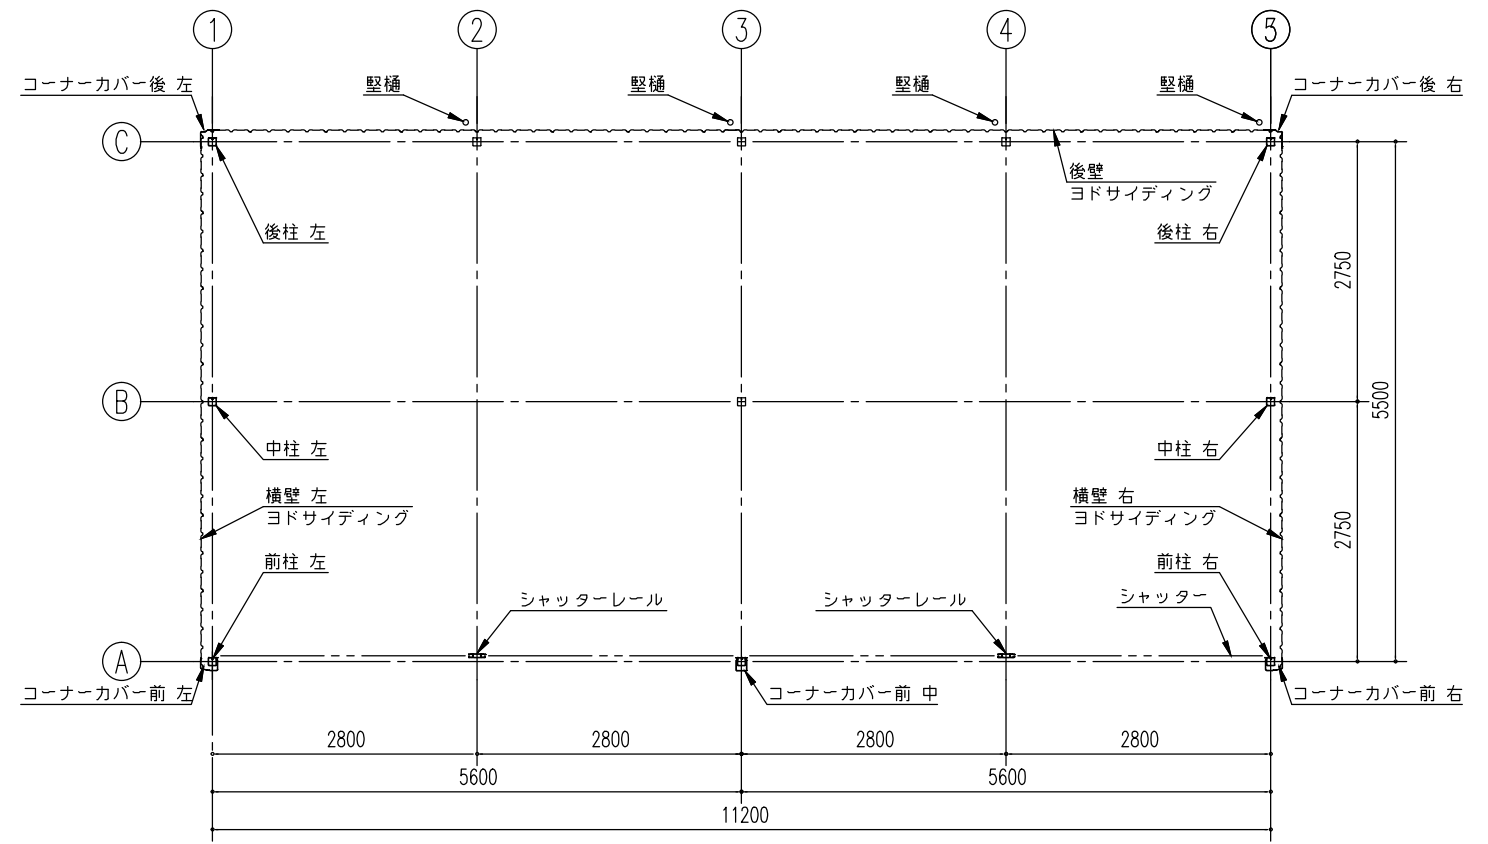 1
2
3
4
5
コーナーカバー後 左
堅樋
堅樋
堅樋
堅樋
コーナーカバー後 右
C
後壁
ヨドサイディング
後柱 左
後柱 右
2750
B
5500
中柱 左
中柱 右
横壁 左
ヨドサイディング
横壁 右
ヨドサイディング
2750
前柱 左
前柱 右
シャッターレール
シャッターレール
シャッター
A
コーナーカバー前 左
コーナーカバー前 中
コーナーカバー前 右
2800
2800
2800
2800
5600
5600
11200